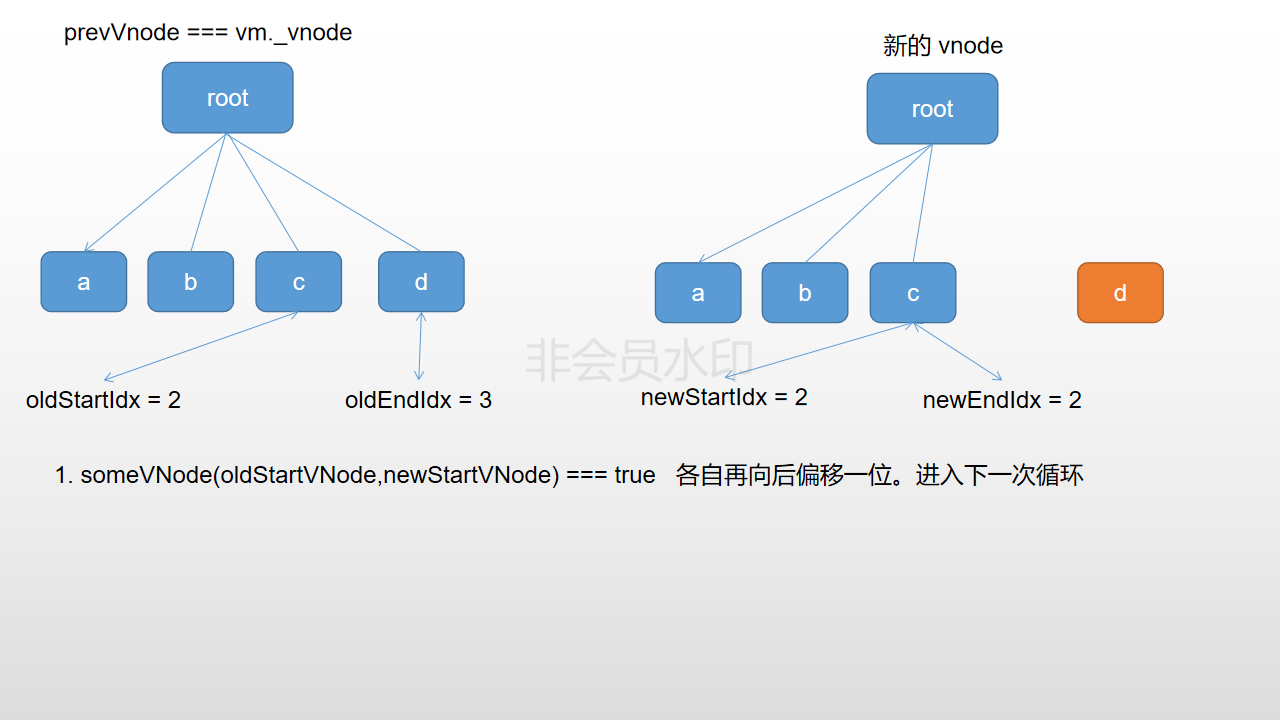 prevVnode === vm._vnode
新的 vnode
root
root
a
b
c
d
a
b
c
d
非会员水印
oldStartIdx = 2
oldEndIdx = 3
newStartIdx = 2
newEndIdx = 2
1. someVNode(oldStartVNode,newStartVNode) === true 各自再向后偏移一位。进入下一次循环